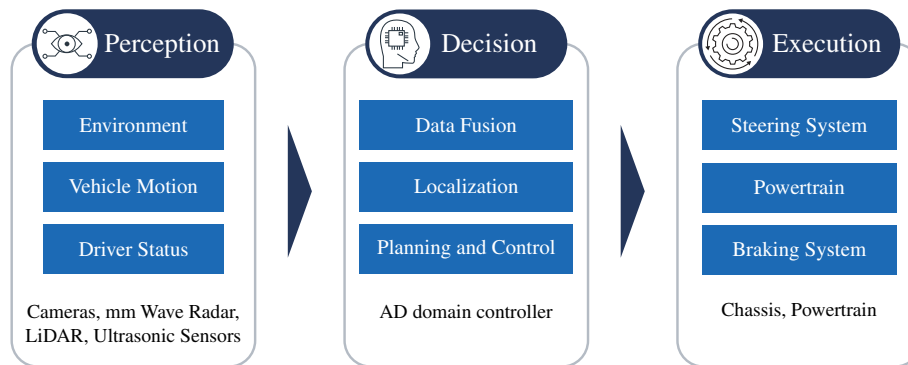 Perception
Environment
Vehicle Motion
Driver Status
Cameras, mm Wave Radar,
LiDAR, Ultrasonic Sensors
Decision
Data Fusion
Localization
Planning and Control
AD domain controller
Execution
Steering System
Powertrain
Braking System
Chassis, Powertrain